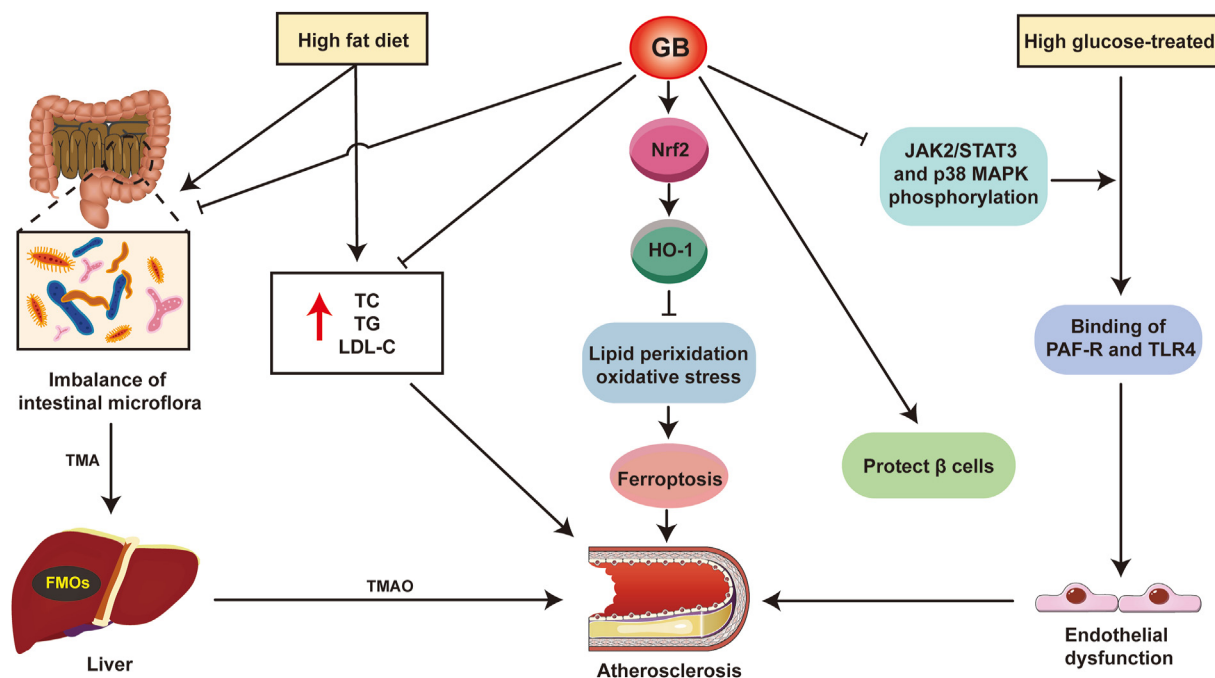 High fat diet
GB
High glucose-treated
Nrf2
JAK2/STAT3
and p38 MAPK
phosphorylation
HO-1
TC
TG
LDL-C
Lipid perixidation
oxidative stress
Binding of
PAF-R and TLR4
Imbalance of
intestinal microflora
TMA
Ferroptosis
Protect β cells
FMOs
TMAO
Liver
Atherosclerosis
Endothelial
dysfunction